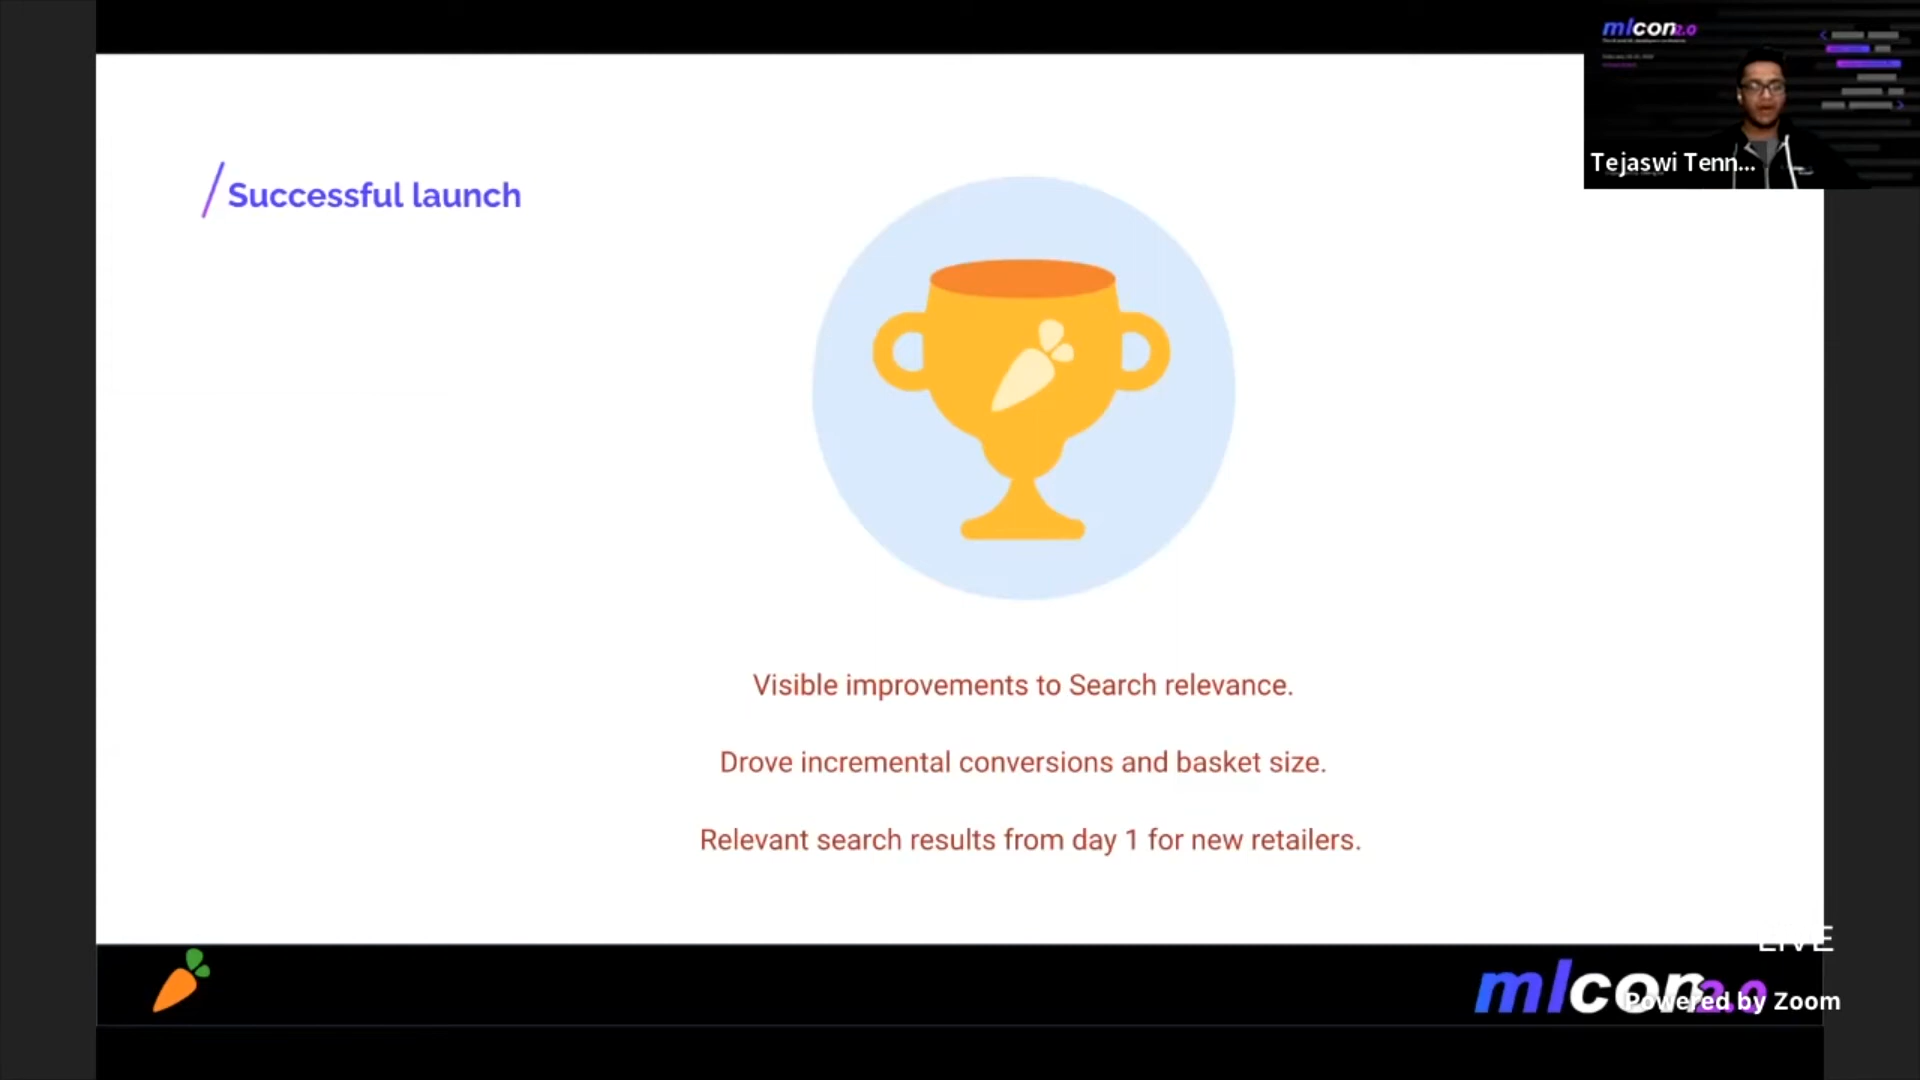 mlcon2.0
Tejaswi Tenn...
Successful launch
Visible improvements to Search relevance.
Drove incremental conversions and basket size.
Relevant search results from day 1 for new retailers.
LIVE
mlcon2.0
Powered by Zoom